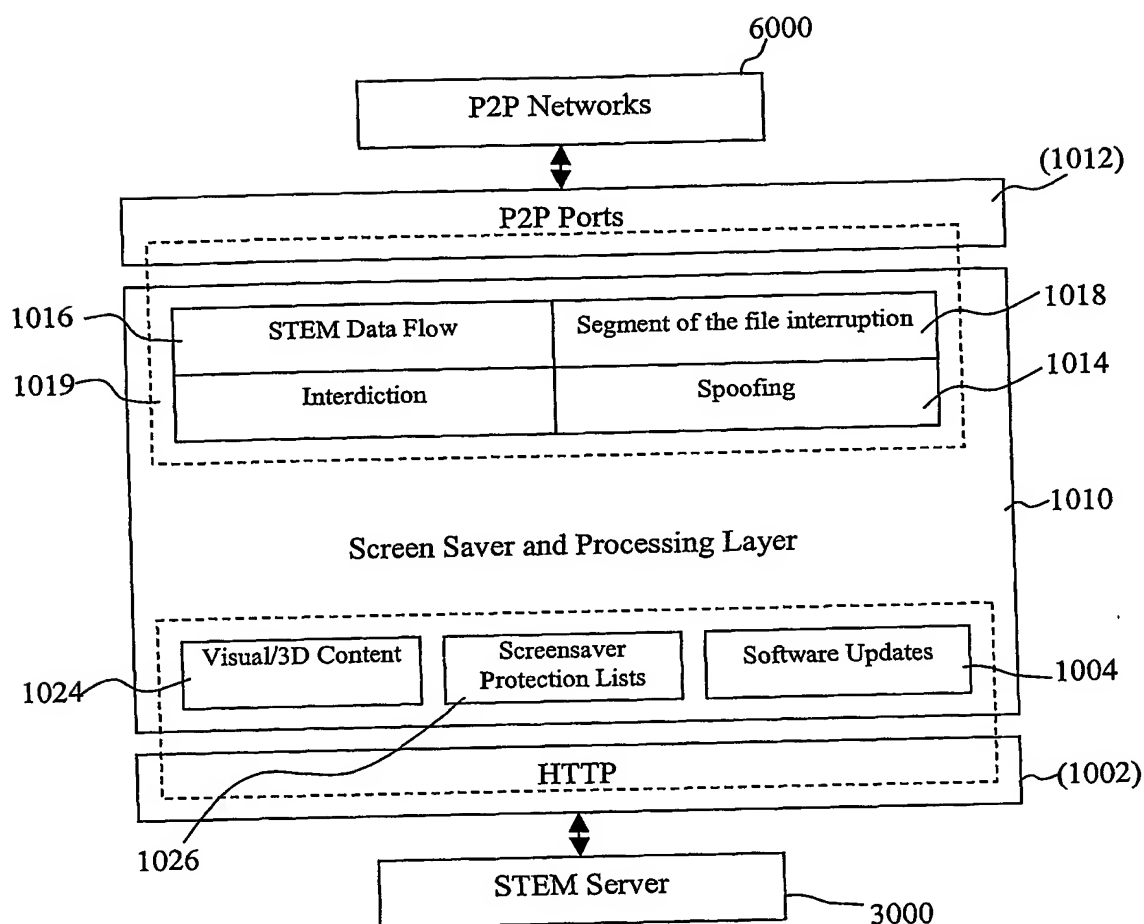 6000
P2P Networks
(1012)
P2P Ports
1016
STEM Data Flow
Segment of the file interruption
1018
1019
Interdiction
Spoofing
1014
1010
Screen Saver and Processing Layer
Visual/3D Content
Screensaver
Protection Lists
Software Updates
1024
1004
HTTP
(1002)
1026
STEM Server
3000